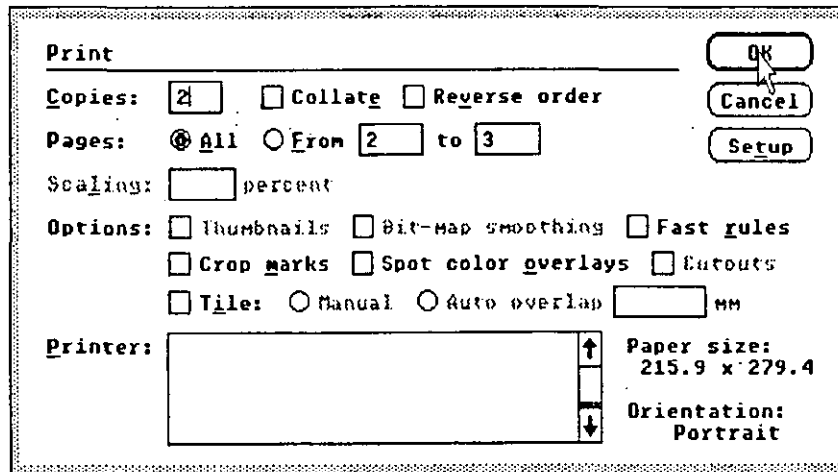 Print
OK
Copies: 2 Collate Reverse order
Cancel
Pages: All From 2 to 3
Setup
Scaling: percent
Options: Thumbnails Bit-map smoothing Fast rules
Crop marks Spot color overlays Cutouts
Tile: Manual Auto overlap mm
Printer:
Paper size:
215.9 x 279.4
Orientation:
Portrait